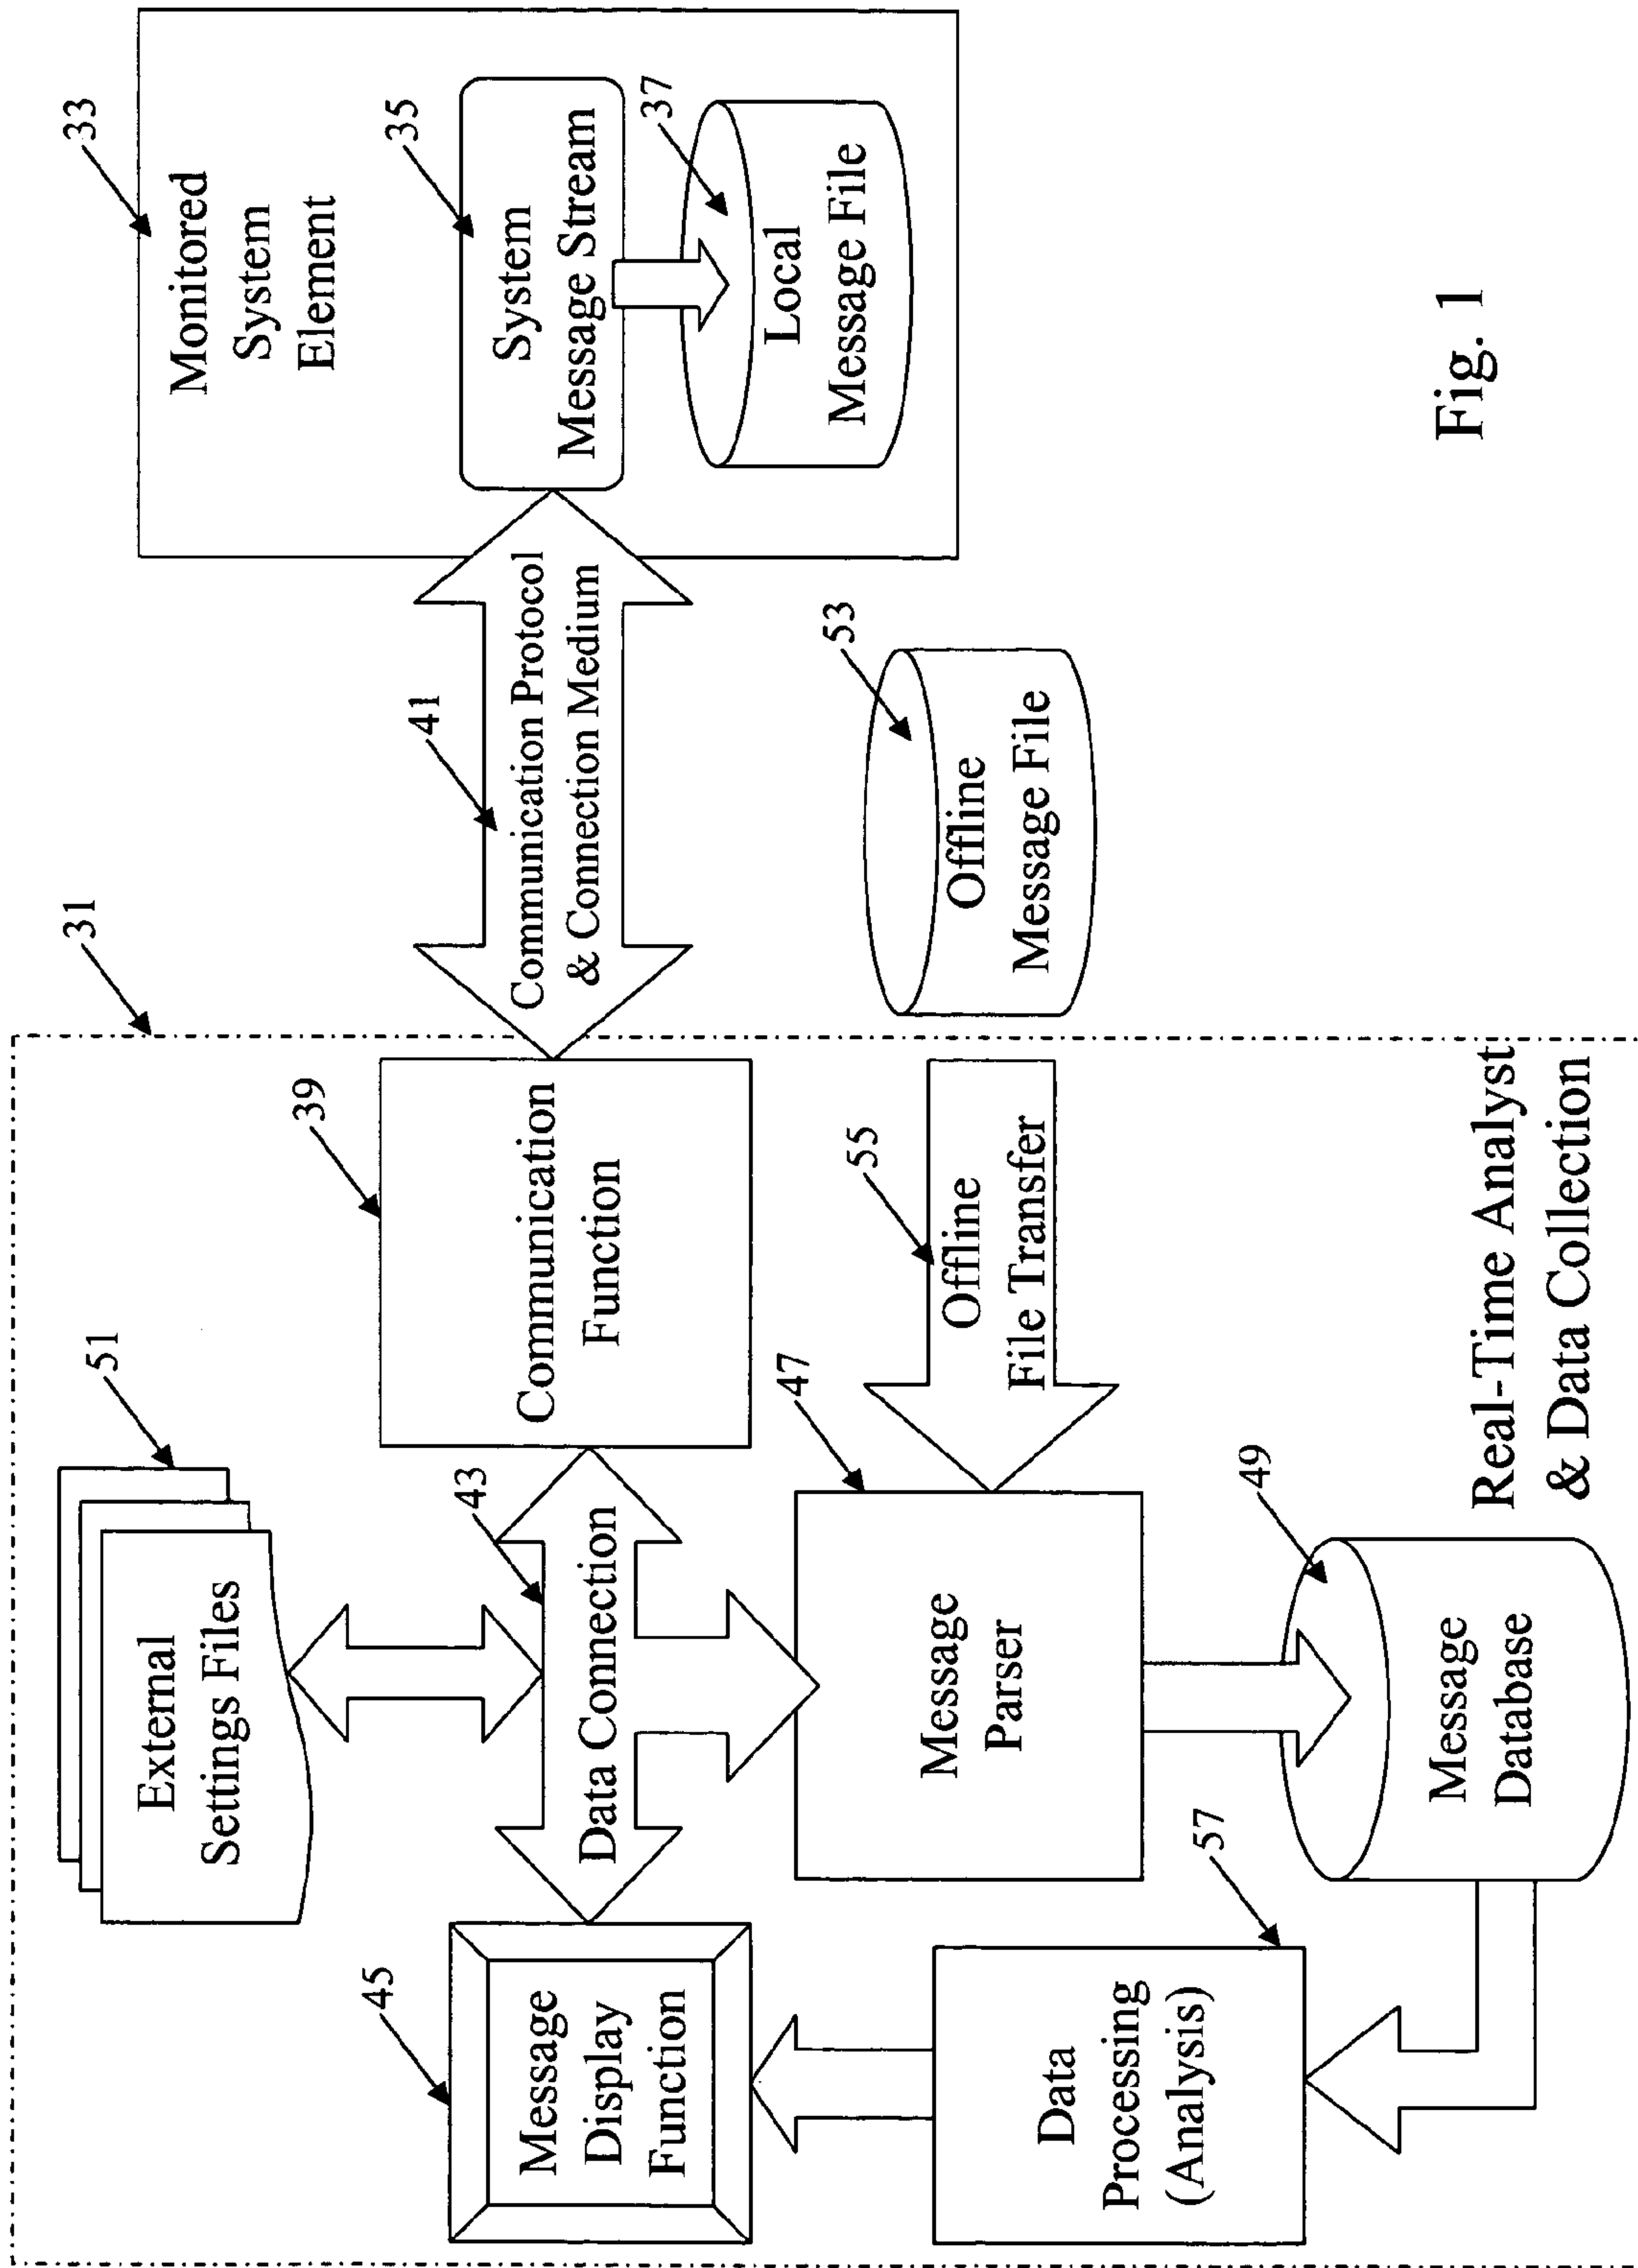 31
33
Monitored
System
Element
35
System
Message Stream
37
Local
Message File
41
Communication Protocol
& Connection Medium
53
Offline
Message File
39
Communication
Function
51
External
Settings Files
43
Data Connection
45
Message
Display
Function
47
Message
Parser
55
Offline
File Transfer
49
Message
Database
57
Data
Processing
(Analysis)
Real-Time Analyst
& Data Collection
Fig. 1